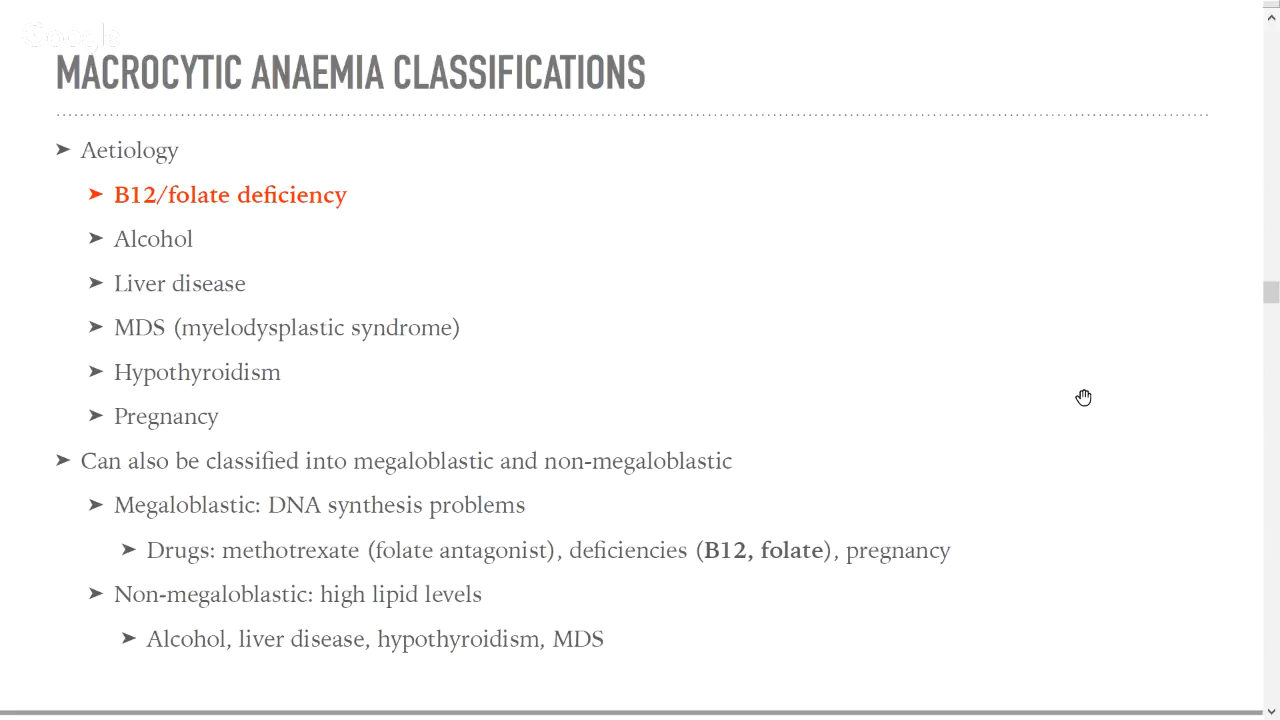 Google
MACROCYTIC ANAEMIA CLASSIFICATIONS
➤ Aetiology
➤ B12/folate deficiency
➤ Alcohol
➤ Liver disease
➤ MDS (myelodysplastic syndrome)
➤ Hypothyroidism
➤ Pregnancy
➤ Can also be classified into megaloblastic and non-megaloblastic
➤ Megaloblastic: DNA synthesis problems
➤ Drugs: methotrexate (folate antagonist), deficiencies (B12, folate), pregnancy
➤ Non-megaloblastic: high lipid levels
➤ Alcohol, liver disease, hypothyroidism, MDS